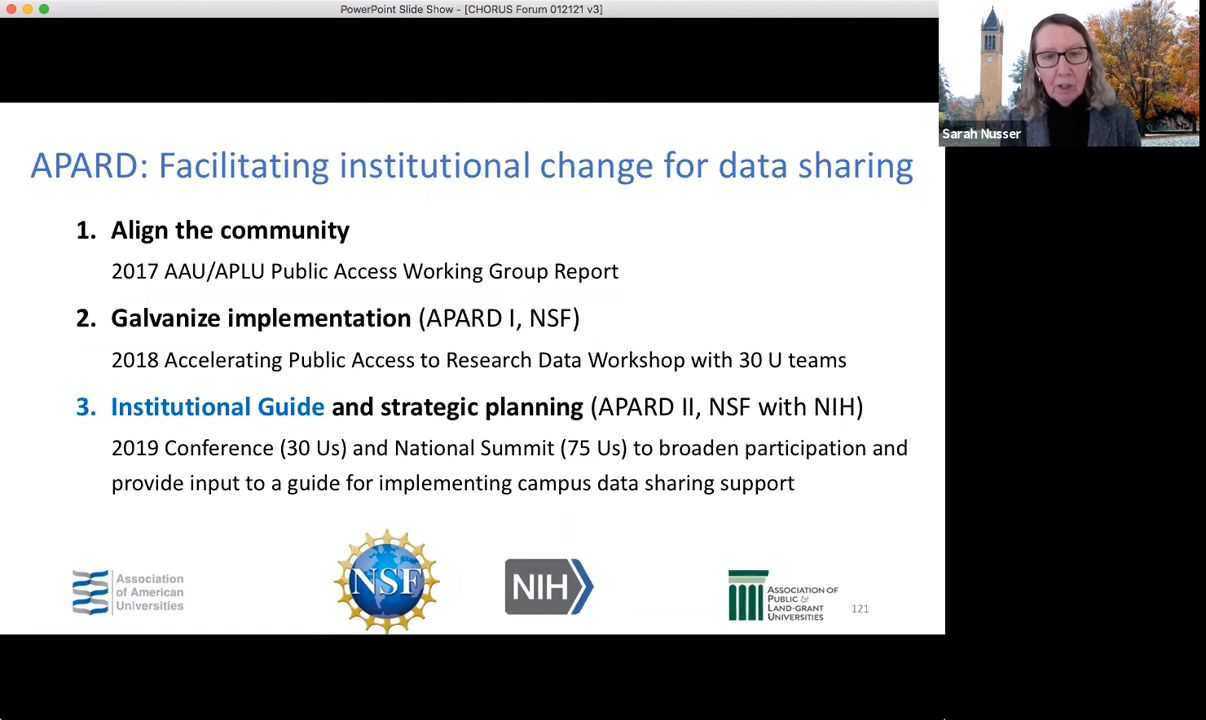 PowerPoint Slide Show - [CHORUS Forum 012121 v3]
Sarah Nusser
APARD: Facilitating institutional change for data sharing
1. Align the community
2017 AAU/APLU Public Access Working Group Report
2. Galvanize implementation (APARD I, NSF)
2018 Accelerating Public Access to Research Data Workshop with 30 U teams
3. Institutional Guide and strategic planning (APARD II, NSF with NIH)
2019 Conference (30 Us) and National Summit (75 Us) to broaden participation and
provide input to a guide for implementing campus data sharing support
Association
of American
Universities
NSF
NIH
ASSOCIATION OF
PUBLIC &
LAND-GRANT
UNIVERSITIES
121